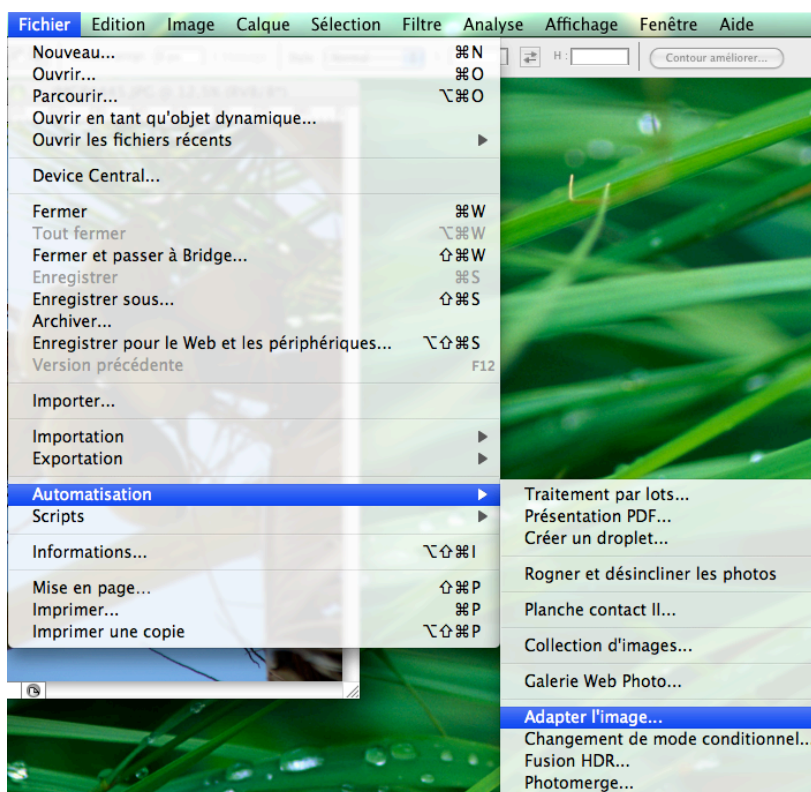 Fichier Edition Image Calque Sélection Filtre Analyse Affichage Fenêtre Aide
H : Contour améliorer...
Nouveau... ⌘N
Ouvrir... ⌘O
Parcourir... ⌥⌘O
Ouvrir en tant qu'objet dynamique...
Ouvrir les fichiers récents ▶
Device Central...
Fermer ⌘W
Tout fermer ⌥⌘W
Fermer et passer à Bridge... ⇧⌘W
Enregistrer ⌘S
Enregistrer sous... ⇧⌘S
Archiver...
Enregistrer pour le Web et les périphériques... ⌥⇧⌘S
Version précédente F12
Importer...
Importation ▶
Exportation ▶
Automatisation ▶
Scripts ▶
Informations... ⌥⇧⌘I
Mise en page... ⇧⌘P
Imprimer... ⌘P
Imprimer une copie ⌥⇧⌘P
Traitement par lots...
Présentation PDF...
Créer un droplet...
Rogner et désincliner les photos
Planche contact II...
Collection d'images...
Galerie Web Photo...
Adapter l'image...
Changement de mode conditionnel...
Fusion HDR...
Photomerge...